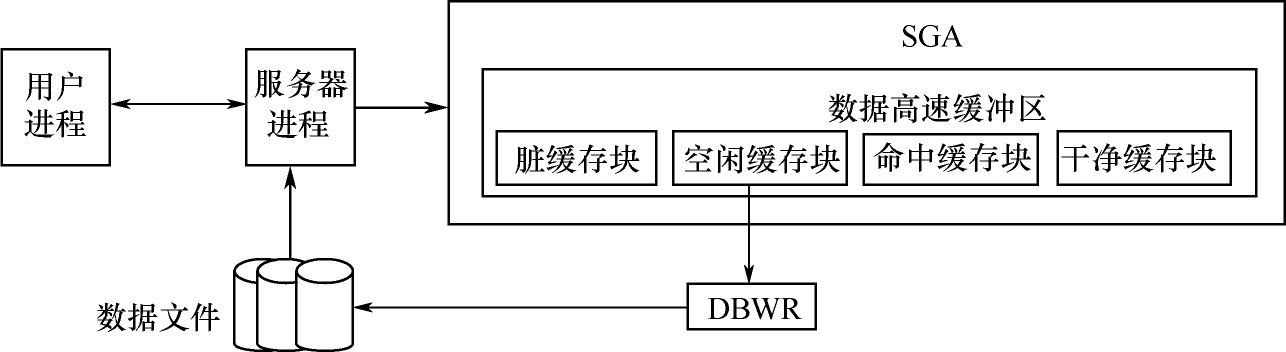 SGA
用户
进程
服务器
进程
数据高速缓冲区
脏缓存块
空闲缓存块
命中缓存块
干净缓存块
数据文件
DBWR